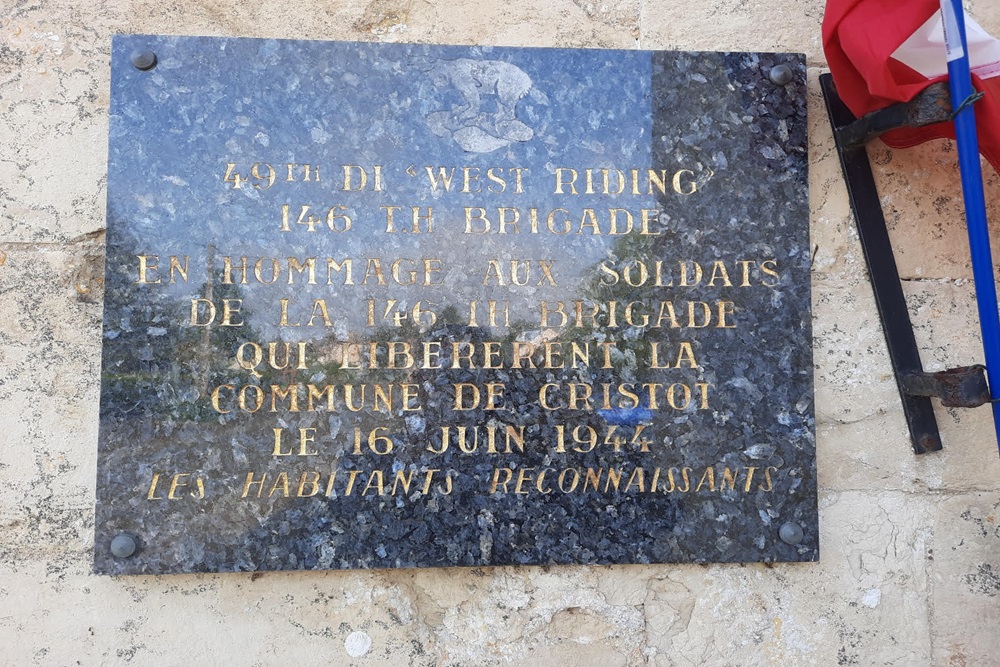 49TH DI "WEST RIDING"
146 TH BRIGADE
EN HOMMAGE AUX SOLDATS
DE LA 146 TH BRIGADE
QUI LIBERERENT LA
COMMUNE DE CRISTOT
LE 16 JUIN 1944
LES HABITANTS RECONNAISSANTS